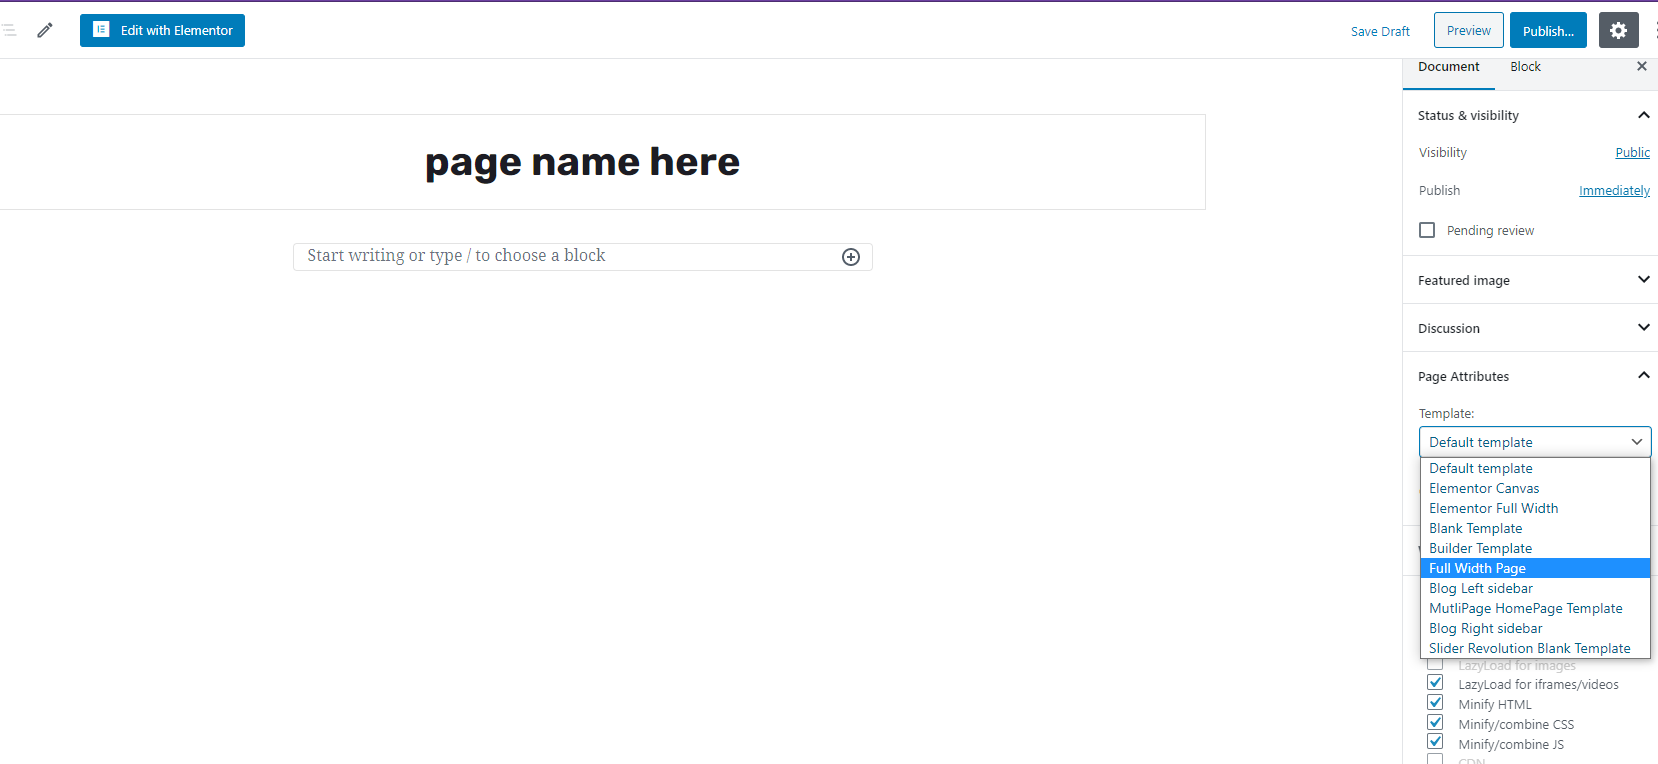 Edit with Elementor
Save Draft
Preview
Publish...
Document
Block
Status & visibility
Visibility
Public
Publish
Immediately
Pending review
page name here
Start writing or type / to choose a block
Featured image
Discussion
Page Attributes
Template:
Default template
Default template
Elementor Canvas
Elementor Full Width
Blank Template
Builder Template
Full Width Page
Blog Left sidebar
MutliPage HomePage Template
Blog Right sidebar
Slider Revolution Blank Template
LazyLoad for images
LazyLoad for iframes/videos
Minify HTML
Minify/combine CSS
Minify/combine JS
CDN